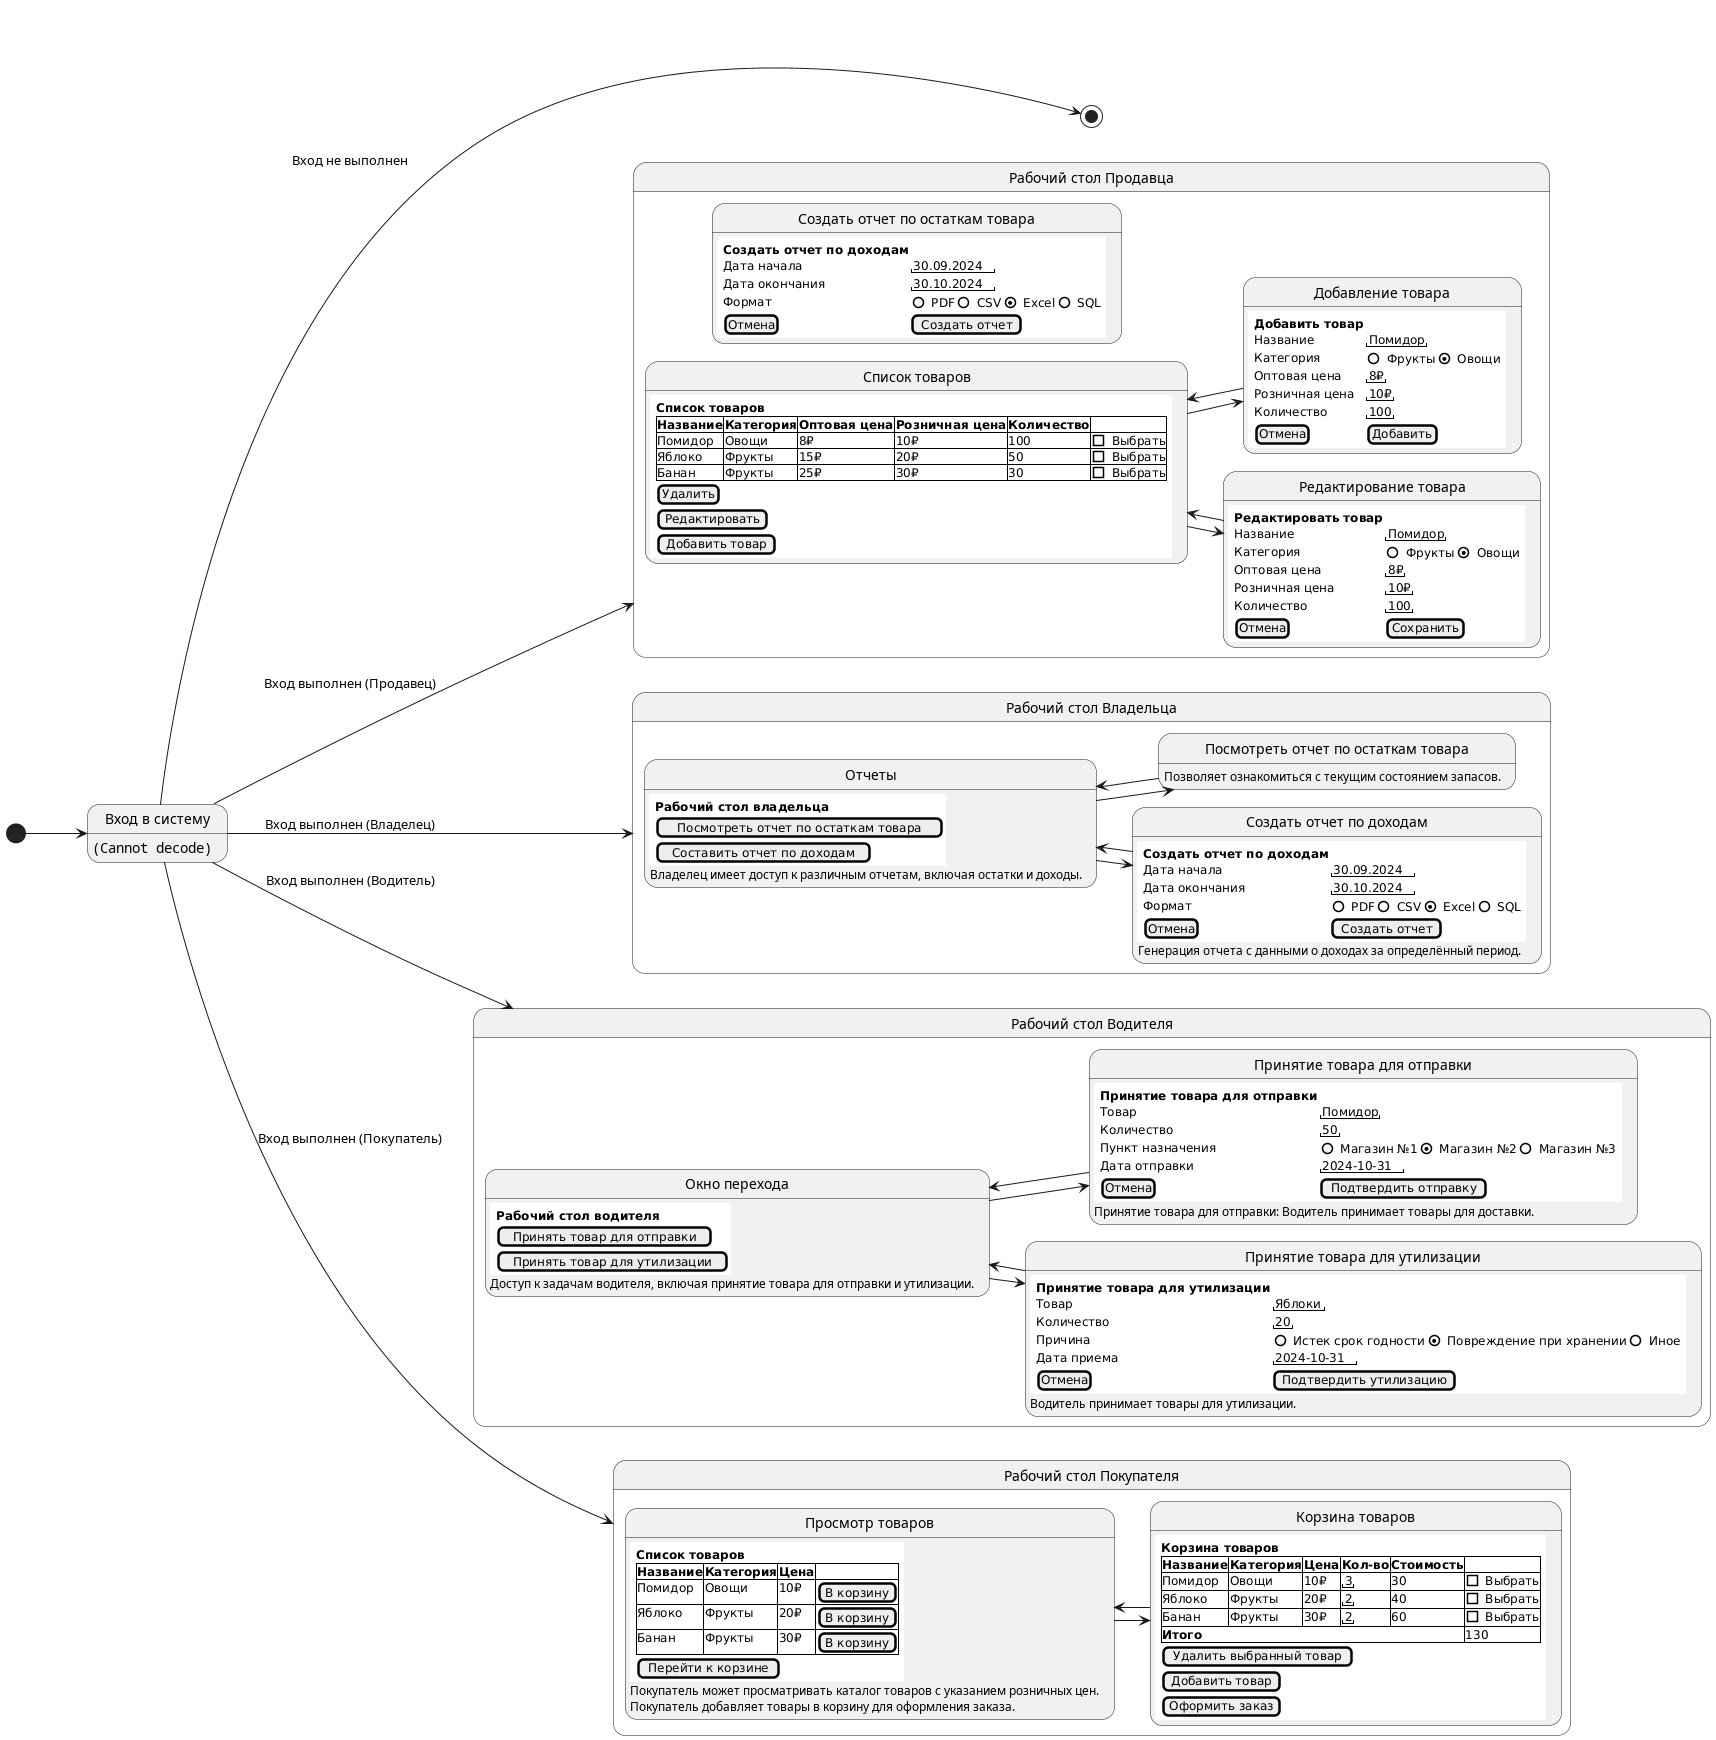 Вход не выполнен
Рабочий стол Продавца
Создать отчет по остаткам товара
Создать отчет по доходам
Дата начала 30.09.2024
Дата окончания 30.10.2024
Формат PDF CSV Excel SQL
Отмена Создать отчет
Добавление товара
Добавить товар
Название Помидор
Категория Фрукты Овощи
Оптовая цена 8₽
Розничная цена 10₽
Количество 100
Отмена Добавить
Список товаров
Список товаров
Название Категория Оптовая цена Розничная цена Количество
Помидор Овощи 8₽ 10₽ 100 Выбрать
Яблоко Фрукты 15₽ 20₽ 50 Выбрать
Банан Фрукты 25₽ 30₽ 30 Выбрать
Удалить
Редактировать
Добавить товар
Редактирование товара
Редактировать товар
Название Помидор
Категория Фрукты Овощи
Оптовая цена 8₽
Розничная цена 10₽
Количество 100
Отмена Сохранить
Вход выполнен (Продавец)
Рабочий стол Владельца
Посмотреть отчет по остаткам товара
Позволяет ознакомиться с текущим состоянием запасов.
Отчеты
Рабочий стол владельца
Посмотреть отчет по остаткам товара
Составить отчет по доходам
Владелец имеет доступ к различным отчетам, включая остатки и доходы.
Создать отчет по доходам
Создать отчет по доходам
Дата начала 30.09.2024
Дата окончания 30.10.2024
Формат PDF CSV Excel SQL
Отмена Создать отчет
Генерация отчета с данными о доходах за определённый период.
Вход в систему
(Cannot decode)
Вход выполнен (Владелец)
Вход выполнен (Водитель)
Рабочий стол Водителя
Принятие товара для отправки
Принятие товара для отправки
Товар Помидор
Количество 50
Пункт назначения Магазин №1 Магазин №2 Магазин №3
Дата отправки 2024-10-31
Отмена Подтвердить отправку
Принятие товара для отправки: Водитель принимает товары для доставки.
Окно перехода
Рабочий стол водителя
Принять товар для отправки
Принять товар для утилизации
Доступ к задачам водителя, включая принятие товара для отправки и утилизации.
Принятие товара для утилизации
Принятие товара для утилизации
Товар Яблоки
Количество 20
Причина Истек срок годности Повреждение при хранении Иное
Дата приема 2024-10-31
Отмена Подтвердить утилизацию
Водитель принимает товары для утилизации.
Вход выполнен (Покупатель)
Рабочий стол Покупателя
Просмотр товаров
Список товаров
Название Категория Цена
Помидор Овощи 10₽ В корзину
Яблоко Фрукты 20₽ В корзину
Банан Фрукты 30₽ В корзину
Перейти к корзине
Покупатель может просматривать каталог товаров с указанием розничных цен.
Покупатель добавляет товары в корзину для оформления заказа.
Корзина товаров
Корзина товаров
Название Категория Цена Кол-во Стоимость
Помидор Овощи 10₽ 3 30 Выбрать
Яблоко Фрукты 20₽ 2 40 Выбрать
Банан Фрукты 30₽ 2 60 Выбрать
Итого 130
Удалить выбранный товар
Добавить товар
Оформить заказ